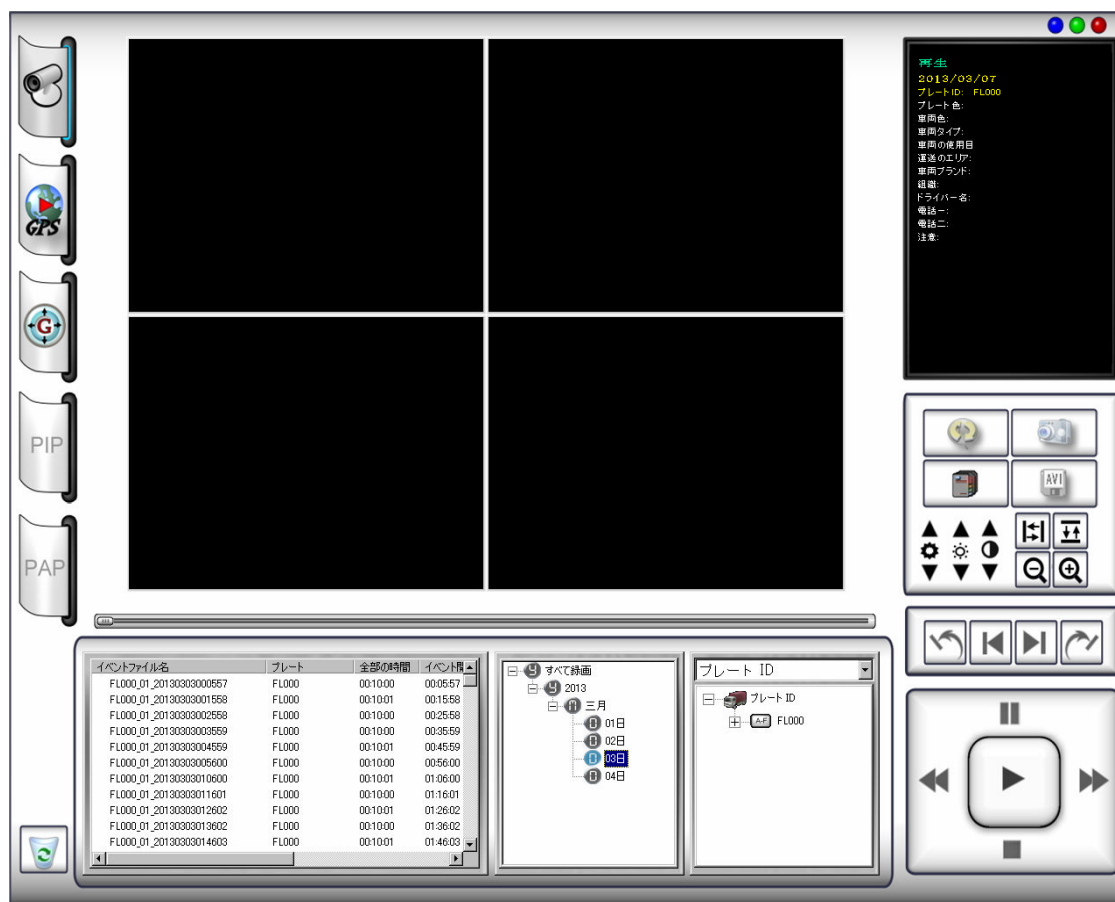 GPS
G
PIP
PAP
再生
2013/03/07
プレートID: FL000
プレート色:
車両色:
車両タイプ:
車両の使用目
運送のエリア:
車両ブランド:
組織:
ドライバー名:
電話一:
電話二:
注意:
AVI
イベントファイル名 プレート 全部の時間 イベント開
FL000_01_20130303000557 FL000 00:10:00 00:05:57
FL000_01_20130303001558 FL000 00:10:01 00:15:58
FL000_01_20130303002558 FL000 00:10:00 00:25:58
FL000_01_20130303003559 FL000 00:10:00 00:35:59
FL000_01_20130303004559 FL000 00:10:01 00:45:59
FL000_01_20130303005600 FL000 00:10:00 00:56:00
FL000_01_20130303010600 FL000 00:10:01 01:06:00
FL000_01_20130303011601 FL000 00:10:00 01:16:01
FL000_01_20130303012602 FL000 00:10:01 01:26:02
FL000_01_20130303013602 FL000 00:10:00 01:36:02
FL000_01_20130303014603 FL000 00:10:01 01:46:03
Y すべて録画
Y 2013
M 三月
D 01日
D 02日
D 03日
D 04日
プレート ID
プレート ID
A-F FL000